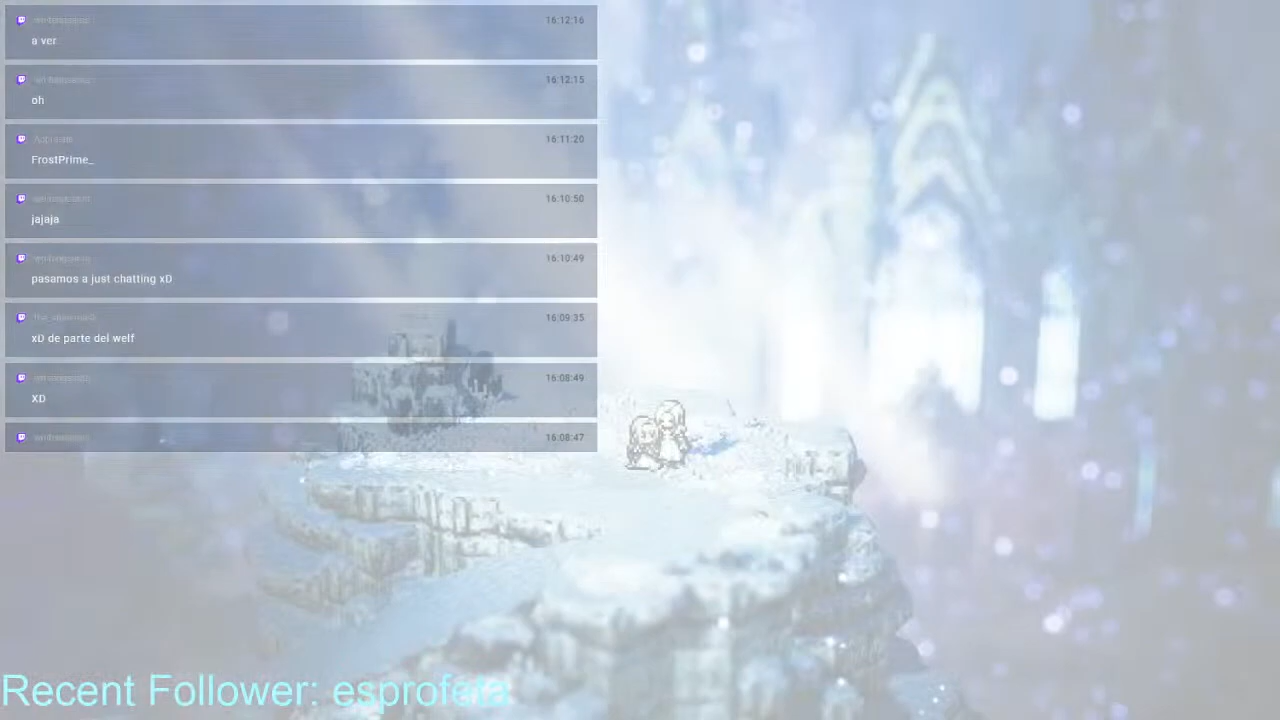 16:12:16
a ver
16:12:15
oh
16:11:20
FrostPrime_
16:10:50
jajaja
16:10:49
pasamos a just chatting xD
16:09:35
xD de parte del welf
16:08:49
XD
16:08:47
Recent Follower: esprofeta